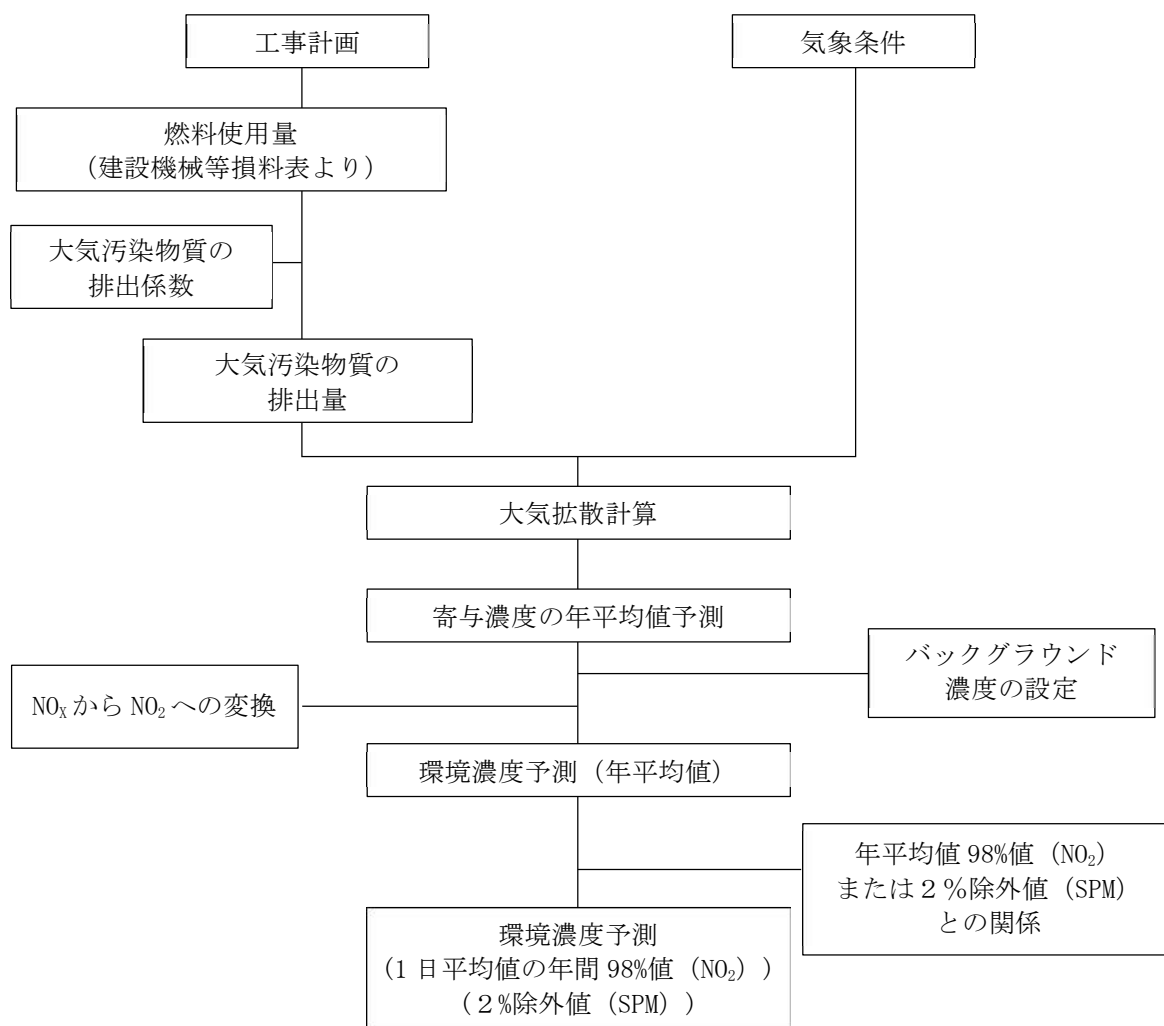 工事計画
気象条件
燃料使用量
（建設機械等損料表より）
大気汚染物質の
排出係数
大気汚染物質の
排出量
大気拡散計算
寄与濃度の年平均値予測
バックグラウンド
濃度の設定
NOXから NO2への変換
環境濃度予測（年平均値）
年平均値 98%値（NO2）
または２％除外値（SPM）
との関係
環境濃度予測
（1 日平均値の年間 98%値（NO2））
（２%除外値（SPM））